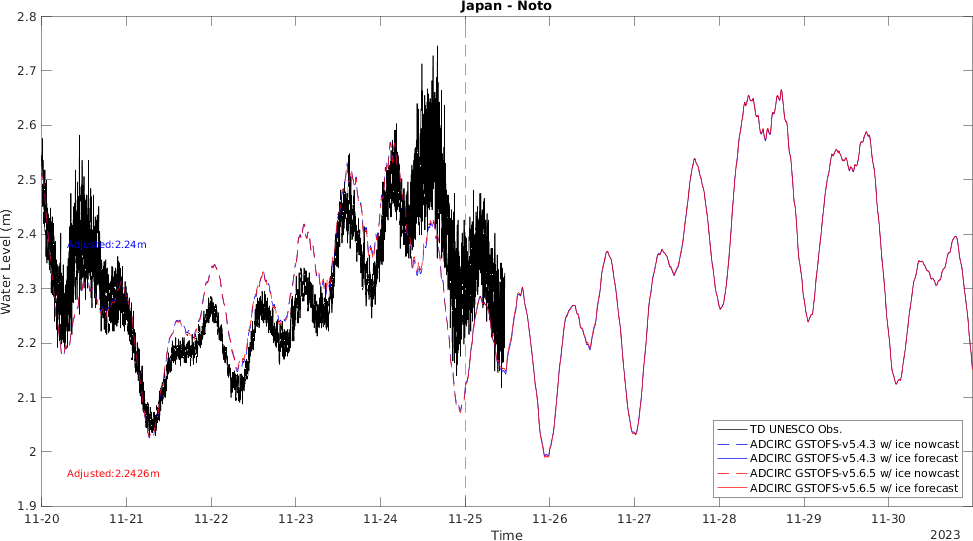 Japan - Noto
2.8
2.7
2.6
2.5
2.4
2.3
2.2
2.1
2
1.9
Water Level (m)
Adjusted:2.24m
Adjusted:2.2426m
TD UNESCO Obs.
ADCIRC GSTOFS-v5.4.3 w/ ice nowcast
ADCIRC GSTOFS-v5.4.3 w/ ice forecast
ADCIRC GSTOFS-v5.6.5 w/ ice nowcast
ADCIRC GSTOFS-v5.6.5 w/ ice forecast
11-20 11-21 11-22 11-23 11-24 11-25 11-26 11-27 11-28 11-29 11-30
Time
2023